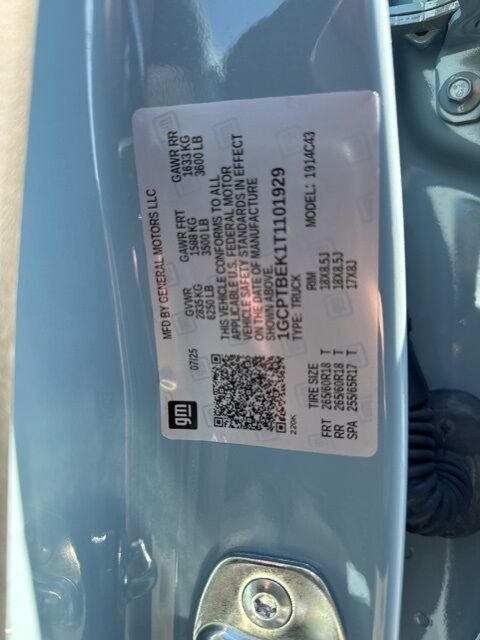 MFD BY GENERAL MOTORS LLC
gm
07/25 GVWR GAWR FRT GAWR RR
2835 KG 1588 KG 1633 KG
6250 LB 3500 LB 3600 LB
THIS VEHICLE CONFORMS TO ALL
APPLICABLE U.S. FEDERAL MOTOR
VEHICLE SAFETY STANDARDS IN EFFECT
ON THE DATE OF MANUFACTURE
SHOWN ABOVE.
1GCPTBEK1T1101929
220K TYPE: TRUCK MODEL: 1914C43
TIRE SIZE RIM
FRT 265/60R18 T 18X8.5J
RR 265/60R18 T 18X8.5J
SPA 255/65R17 T 17X8J